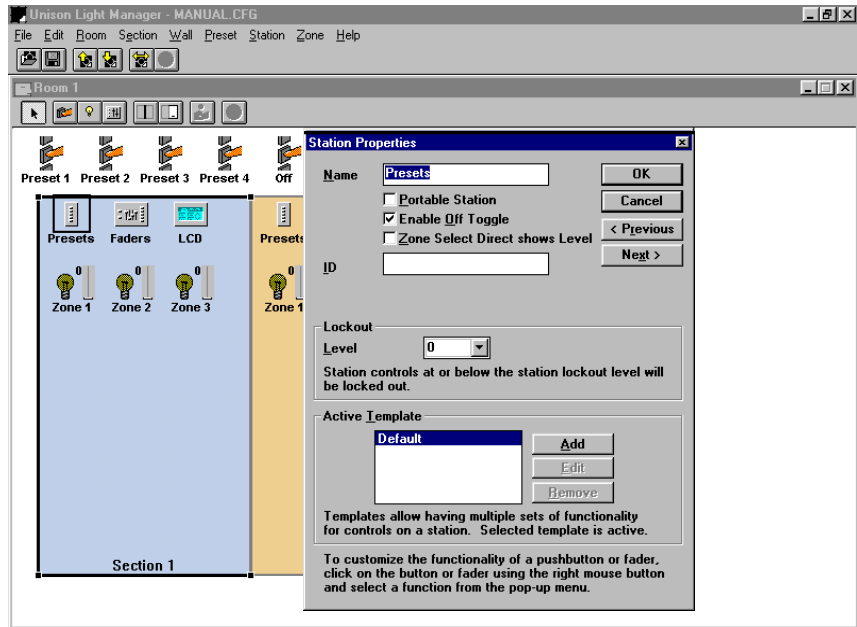 Unison Light Manager - MANUAL.CFG
File Edit Room Section Wall Preset Station Zone Help
Room 1
Preset 1 Preset 2 Preset 3 Preset 4 Off
Presets Faders LCD Presets
0 0 0 0
Zone 1 Zone 2 Zone 3 Zone 1
Section 1
Station Properties
Name Presets OK
Portable Station Cancel
Enable Off Toggle
Zone Select Direct shows Level < Previous
ID Next >
Lockout
Level 0
Station controls at or below the station lockout level will
be locked out.
Active Template
Default Add
Edit
Remove
Templates allow having multiple sets of functionality
for controls on a station. Selected template is active.
To customize the functionality of a pushbutton or fader,
click on the button or fader using the right mouse button
and select a function from the pop-up menu.